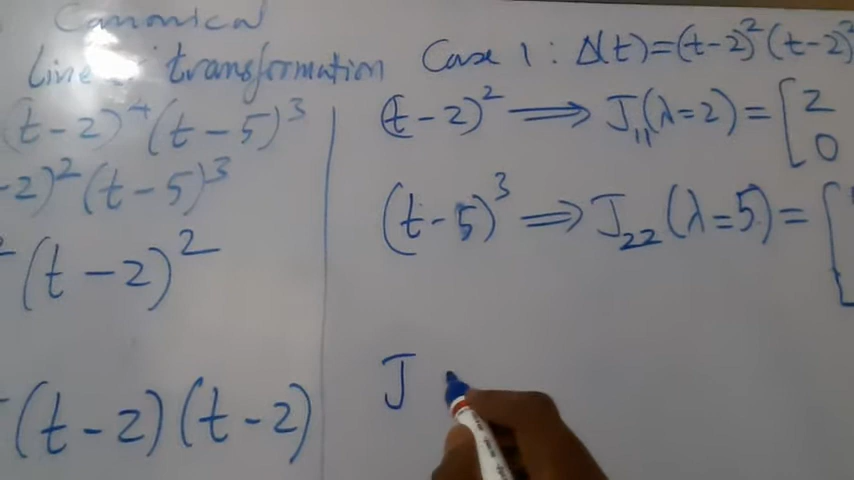 Canonical
transformation
(t-2)⁴(t-5)³
-2)²(t-5)³
(t-2)²
(t-2)(t-2)
Case 1: Δ(t)=(t-2)²(t-2)²
(t-2)² ⟹ J₁₁(λ=2) = [2
0
(t-5)³ ⟹ J₂₂(λ=5) = [
J